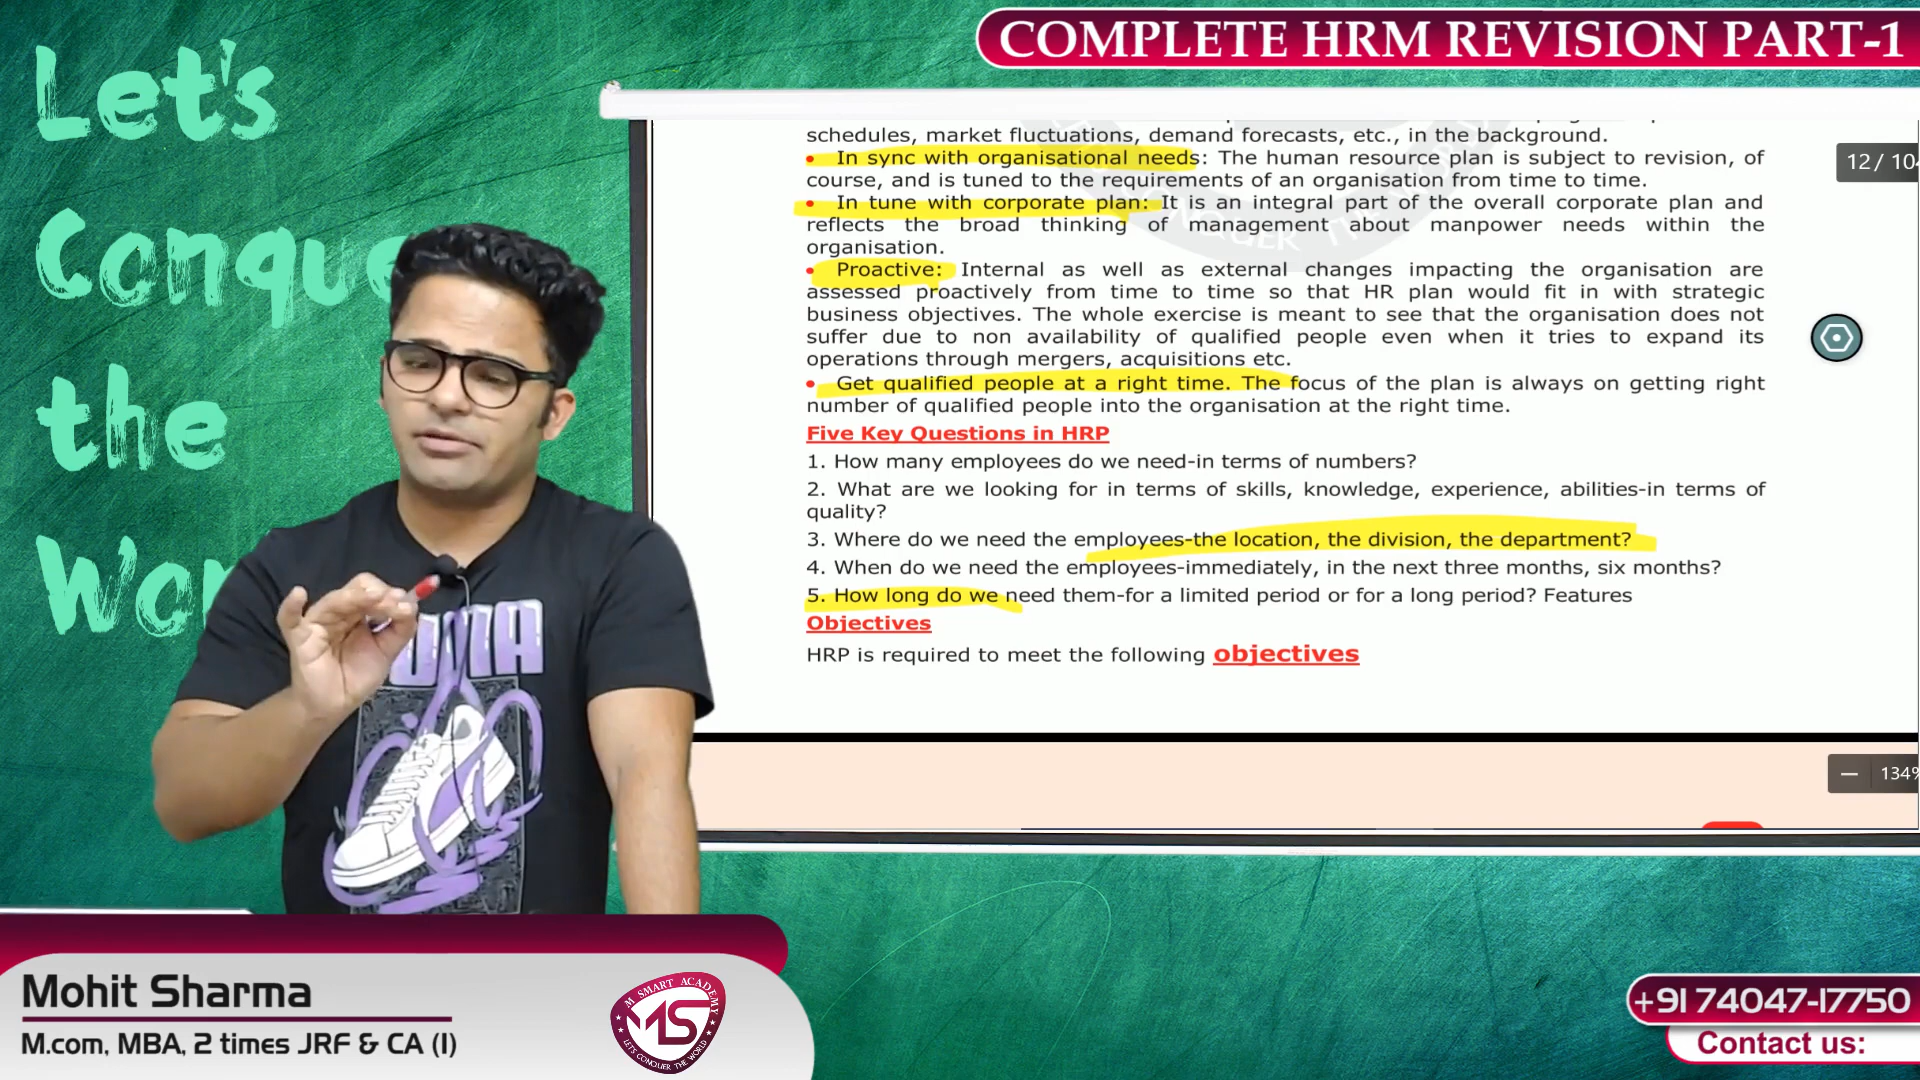 COMPLETE HRM REVISION PART-1
Let's
Conque
the
Wor
schedules, market fluctuations, demand forecasts, etc., in the background.
• In sync with organisational needs: The human resource plan is subject to revision, of
course, and is tuned to the requirements of an organisation from time to time.
• In tune with corporate plan: It is an integral part of the overall corporate plan and
reflects the broad thinking of management about manpower needs within the
organisation.
• Proactive: Internal as well as external changes impacting the organisation are
assessed proactively from time to time so that HR plan would fit in with strategic
business objectives. The whole exercise is meant to see that the organisation does not
suffer due to non availability of qualified people even when it tries to expand its
operations through mergers, acquisitions etc.
• Get qualified people at a right time. The focus of the plan is always on getting right
number of qualified people into the organisation at the right time.
Five Key Questions in HRP
1. How many employees do we need-in terms of numbers?
2. What are we looking for in terms of skills, knowledge, experience, abilities-in terms of
quality?
3. Where do we need the employees-the location, the division, the department?
4. When do we need the employees-immediately, in the next three months, six months?
5. How long do we need them-for a limited period or for a long period? Features
Objectives
HRP is required to meet the following objectives
12 / 10
134%
Mohit Sharma
M.com, MBA, 2 times JRF & CA (I)
M SMART ACADEMY
MS
LET'S CONQUER THE WORLD
+91 74047-17750
Contact us: